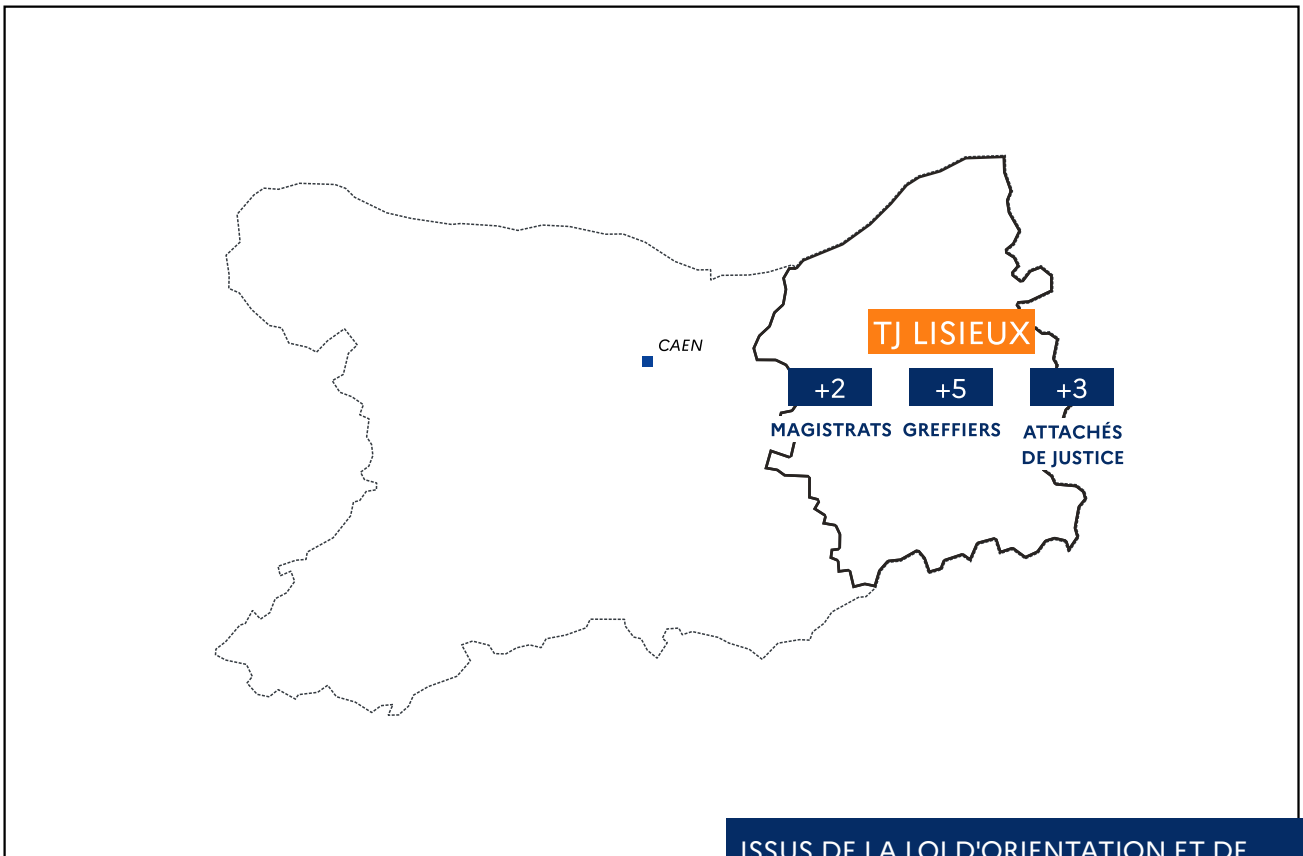 CAEN
TJ LISIEUX
+2
+5
+3
MAGISTRATS
GREFFIERS
ATTACHÉS
DE JUSTICE
ISSUS DE LA LOI D'ORIENTATION ET DE